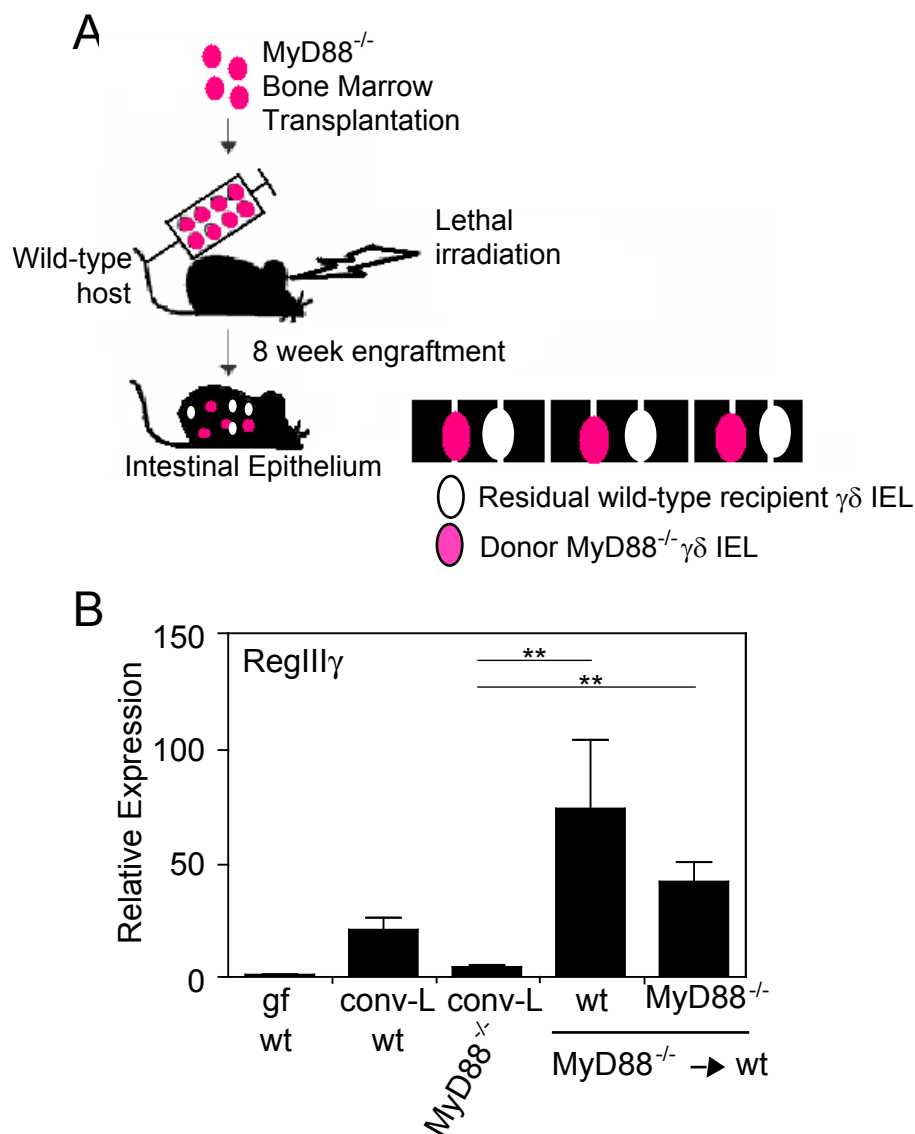 A
MyD88-/-
Bone Marrow
Transplantation
Lethal
irradiation
Wild-type
host
8 week engraftment
Intestinal Epithelium
Residual wild-type recipient γδ IEL
Donor MyD88-/- γδ IEL
B
150
100
50
0
Relative Expression
RegIIIγ
**
**
gf
wt
conv-L
wt
conv-L
MyD88-/-
wt
MyD88-/-
MyD88-/- → wt